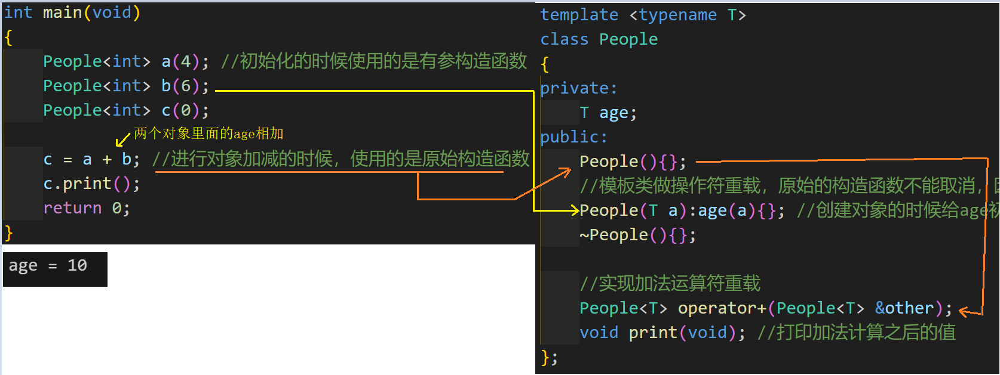 int main(void)
{
People<int> a(4); //初始化的时候使用的是有参构造函数
People<int> b(6);
People<int> c(0);
两个对象里面的age相加
c = a + b; //进行对象加减的时候，使用的是原始构造函数
c.print();
return 0;
}
age = 10
template <typename T>
class People
{
private:
T age;
public:
People(){};
//模板类做操作符重载，原始的构造函数不能取消，
People(T a):age(a){}; //创建对象的时候给age初
~People(){};
//实现加法运算符重载
People<T> operator+(People<T> &other);
void print(void); //打印加法计算之后的值
};